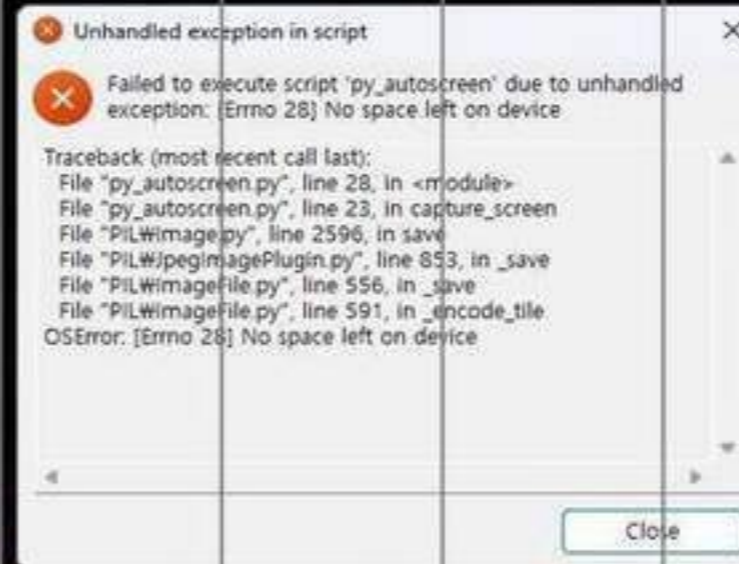 Unhandled exception in script
Failed to execute script 'py_autoscreen' due to unhandled
exception: [Errno 28] No space left on device
Traceback (most recent call last):
File "py_autoscreen.py", line 28, in <module>
File "py_autoscreen.py", line 23, in capture_screen
File "PIL₩Image.py", line 2596, in save
File "PIL₩JpegImagePlugin.py", line 853, in _save
File "PIL₩ImageFile.py", line 556, in _save
File "PIL₩ImageFile.py", line 591, in _encode_tile
OSError: [Errno 28] No space left on device
Close